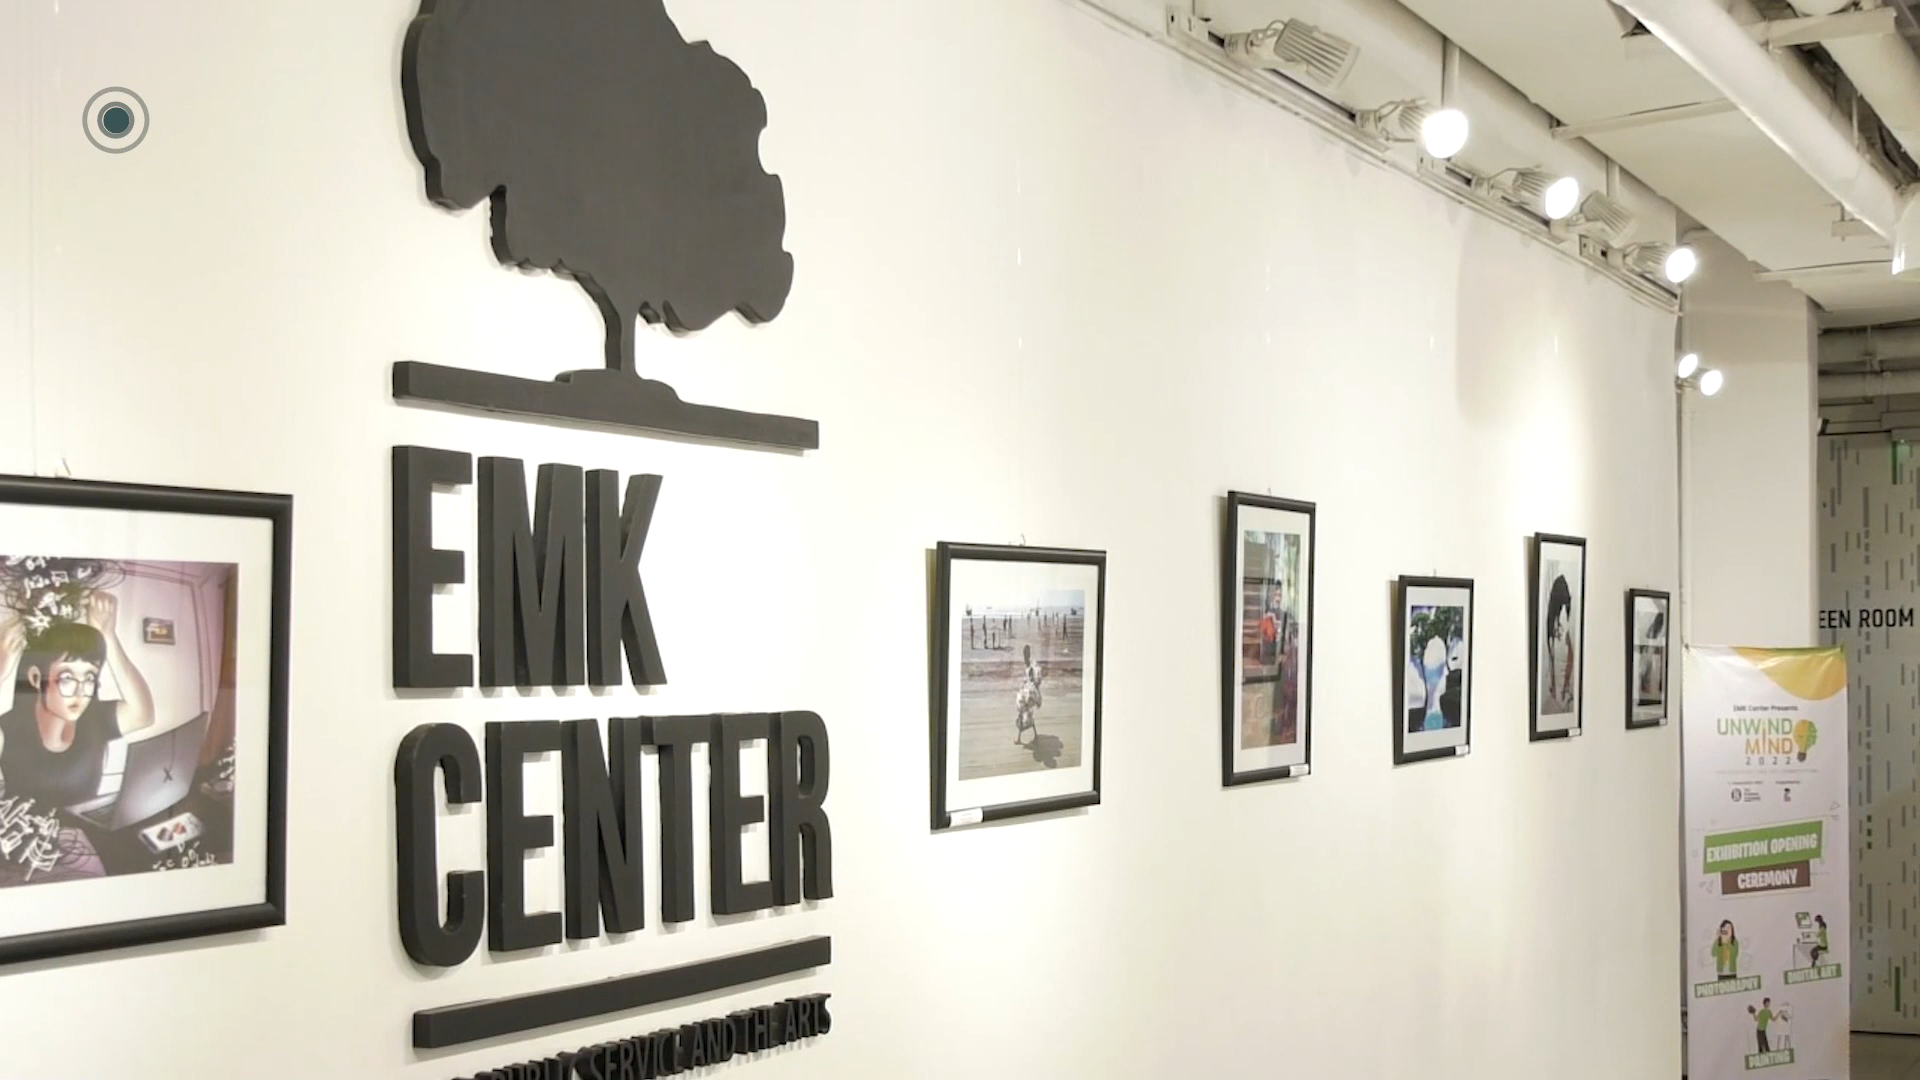 EMK
CENTER
PUBLIC SERVICE AND THE ARTS
EEN ROOM
EMK Center Presents
UNWIND
MIND
2022
EXHIBITION OPENING
CEREMONY
PHOTOGRAPHY
DIGITAL ART
PAINTING